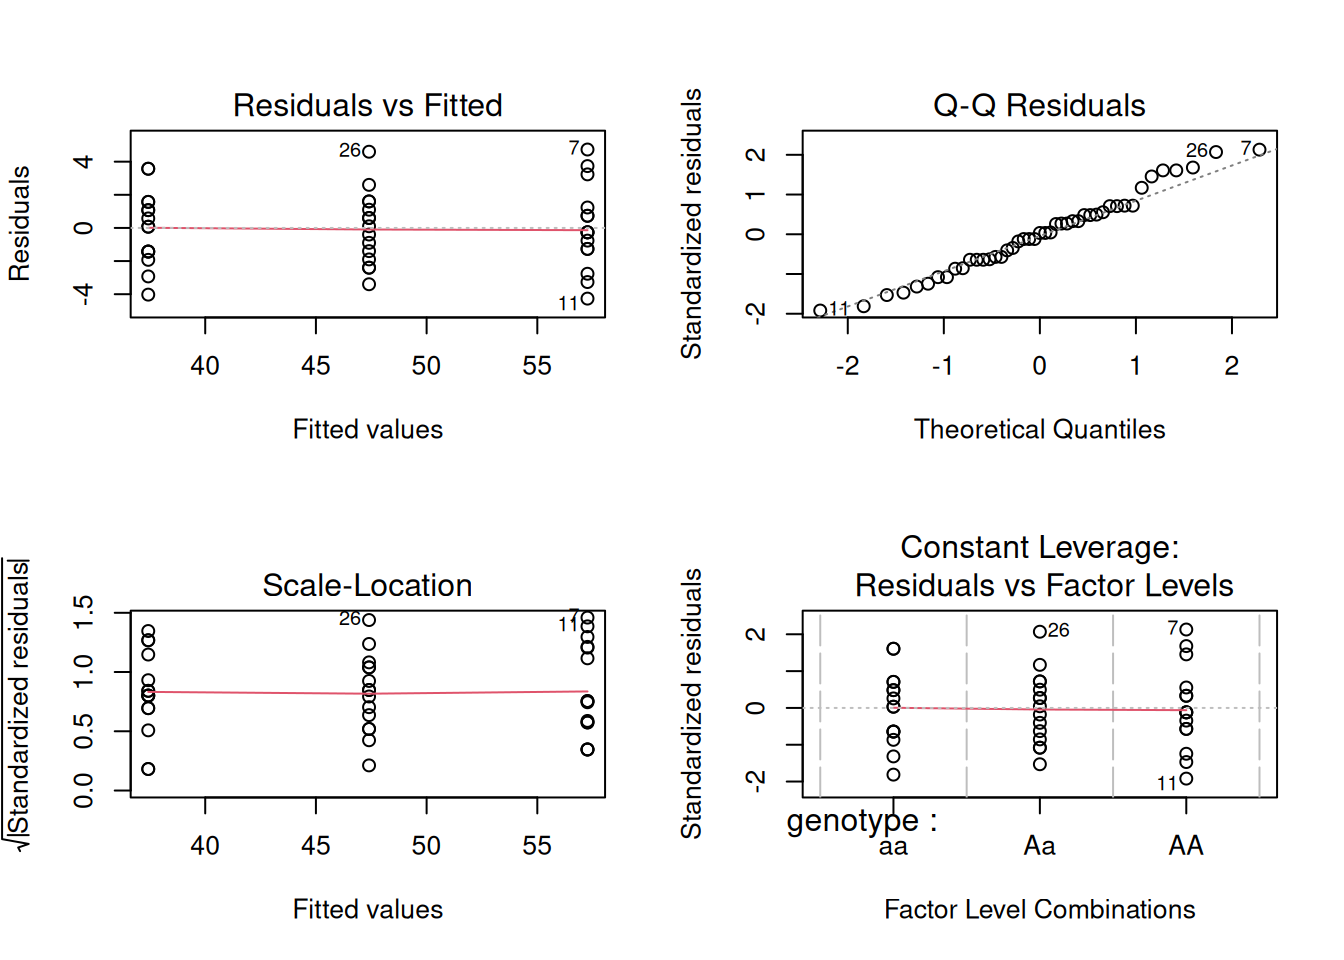 Residuals vs Fitted
Residuals
4
0
-4
26
7
11
40 45 50 55
Fitted values
Q-Q Residuals
Standardized residuals
2
1
0
-2
26
7
11
-2 -1 0 1 2
Theoretical Quantiles
Scale-Location
√|Standardized residuals|
1.5
1.0
0.5
0.0
26
7
11
40 45 50 55
Fitted values
Constant Leverage:
Residuals vs Factor Levels
Standardized residuals
2
0
-2
26
7
11
genotype :
aa Aa AA
Factor Level Combinations